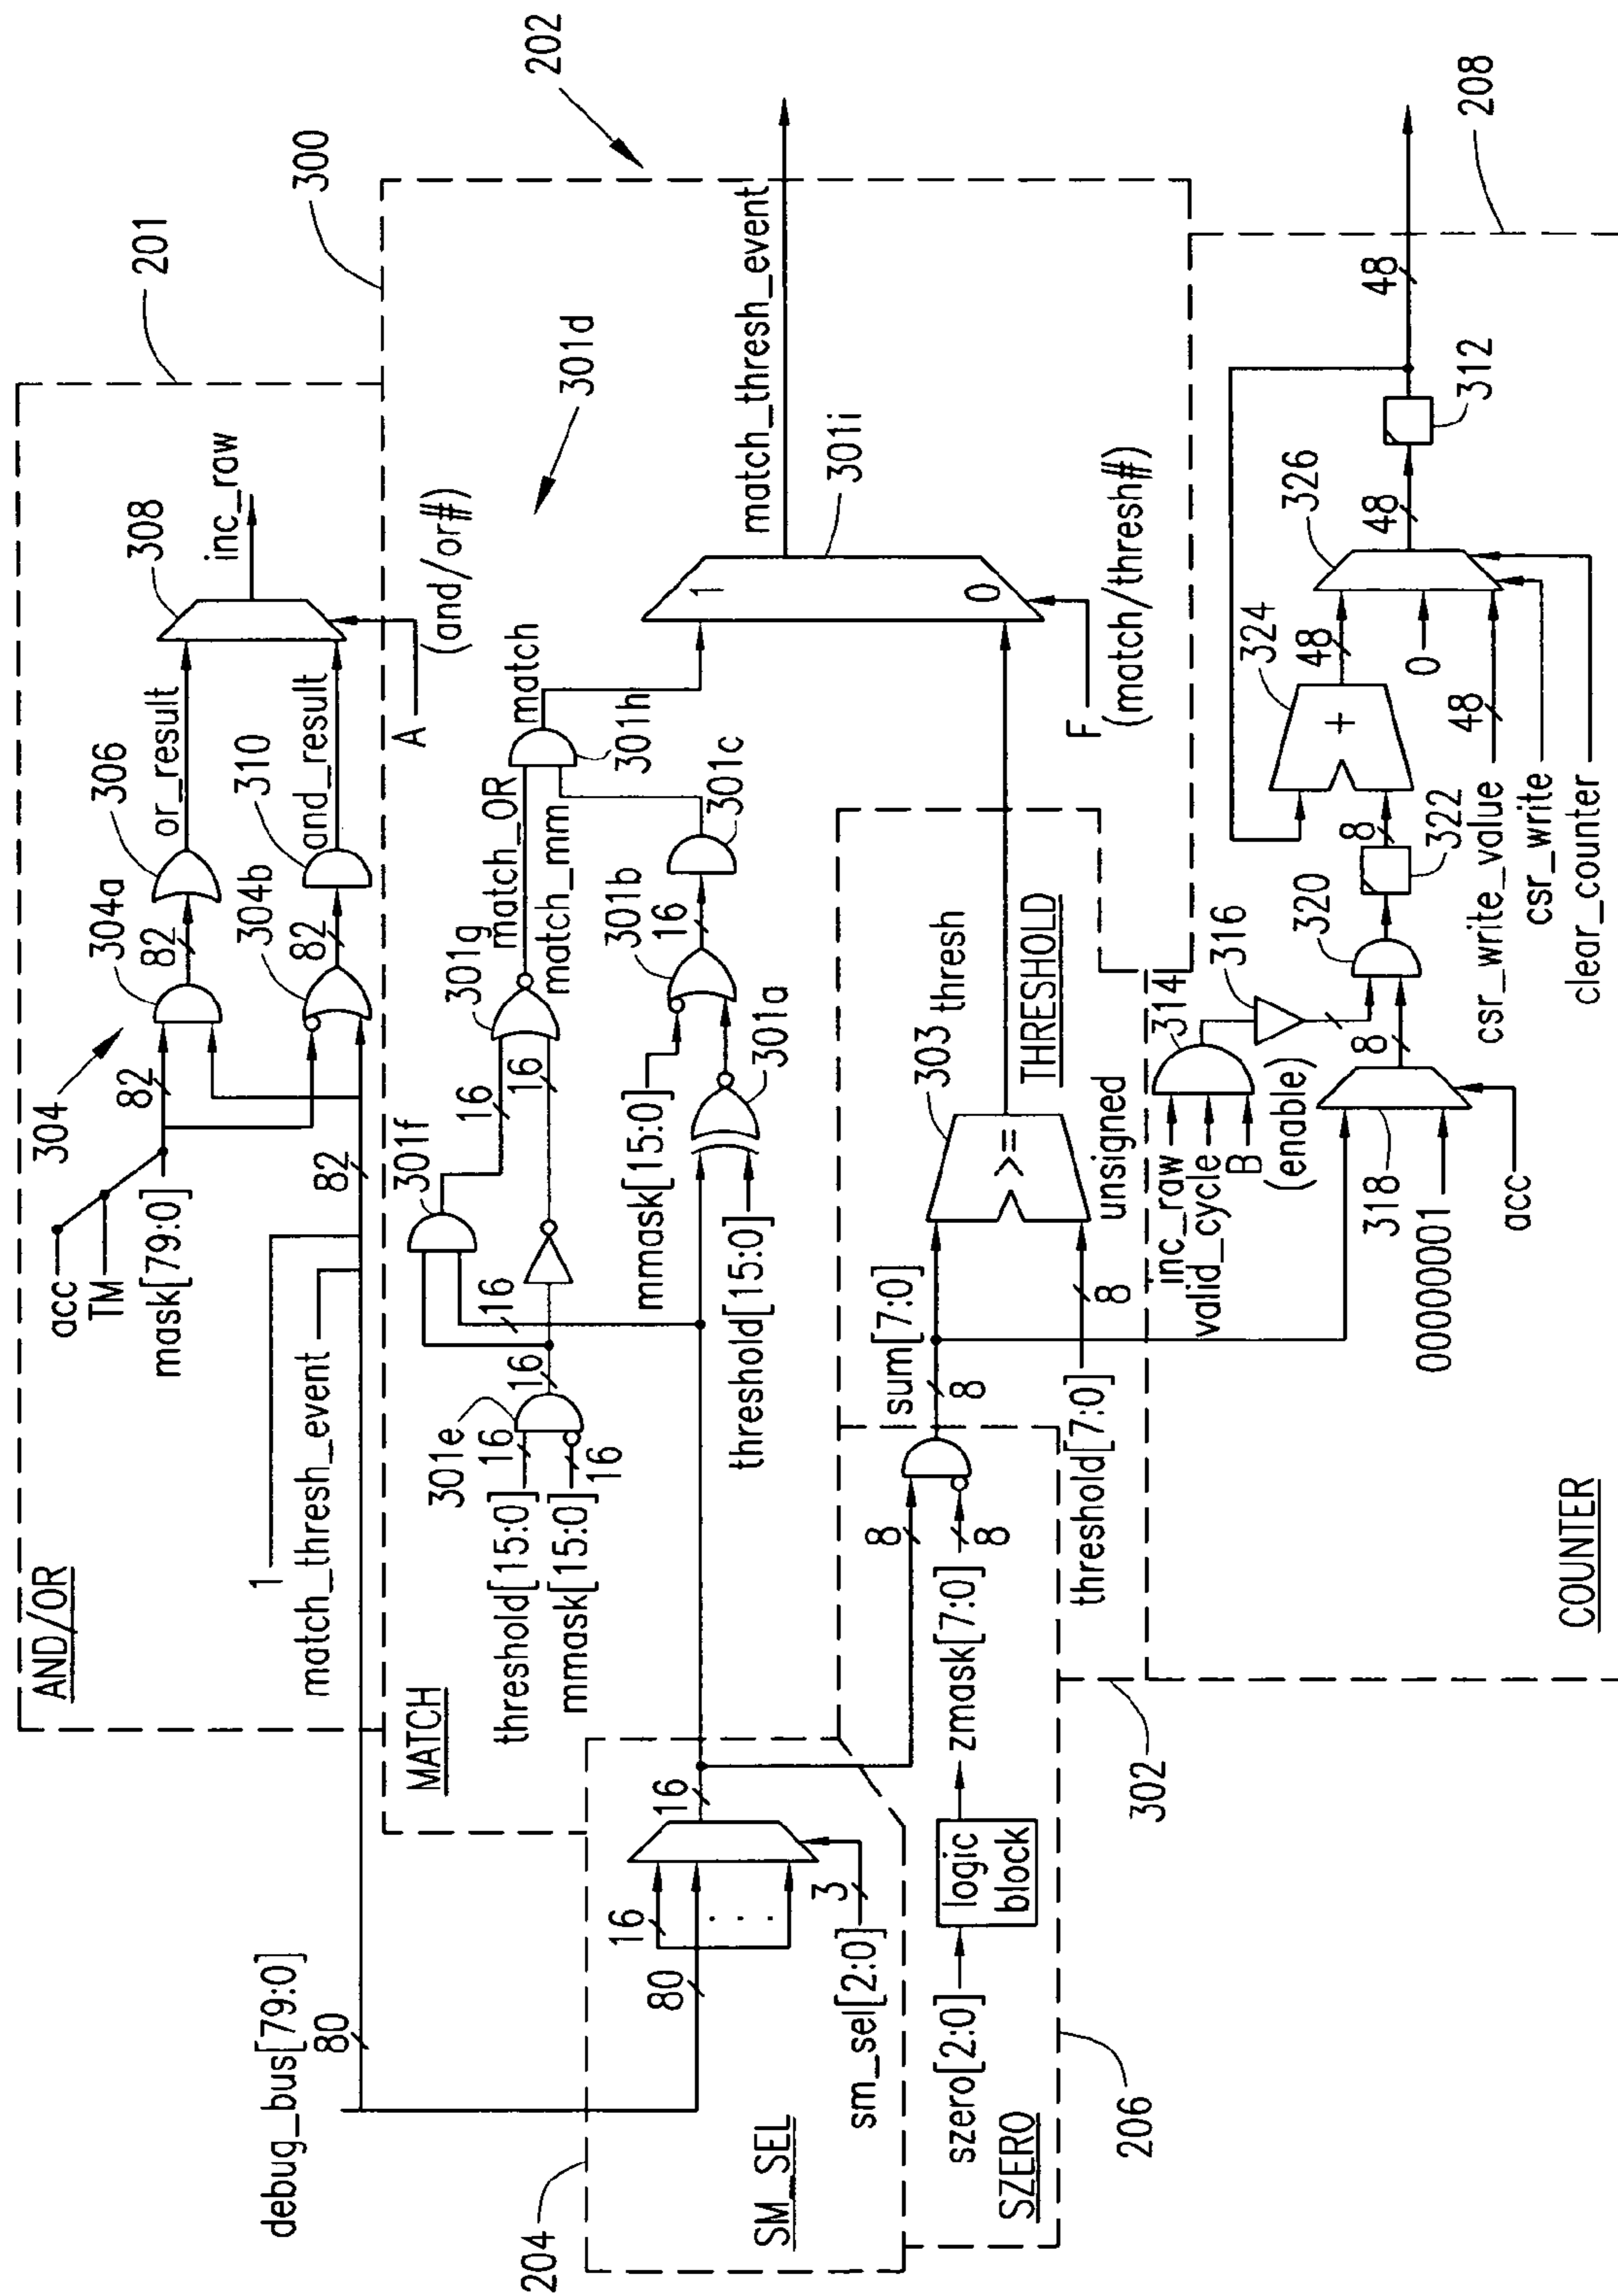 debug_bus[79:0]
80
204
SM_SEL
80
16
. . .
3
sm_sel[2:0]
16
SZERO
szero[2:0]
logic
block
zmask[7:0]
8
8
206
302
AND/OR
201
acc
TM
mask[79:0]
1
match_thresh_event
82
82
304
304a
304b
82
82
306
310
or_result
and_result
308
inc_raw
A
(and/or#)
MATCH
300
202
301d
threshold[15:0]
mmask[15:0]
16
16
301e
16
16
301f
16
16
301g
match_OR
match_mm
mmask[15:0]
threshold[15:0]
301a
301b
16
301c
301h
match
1
0
301i
F
(match/thresh#)
match_thresh_event
sum[7:0]
8
threshold[7:0]
8
>=
303
thresh
unsigned
THRESHOLD
COUNTER
208
inc_raw
valid_cycle
B
(enable)
314
316
00000001
acc
318
8
320
8
322
324
+
48
0
48
csr_write_value
csr_write
clear_counter
326
48
312
48